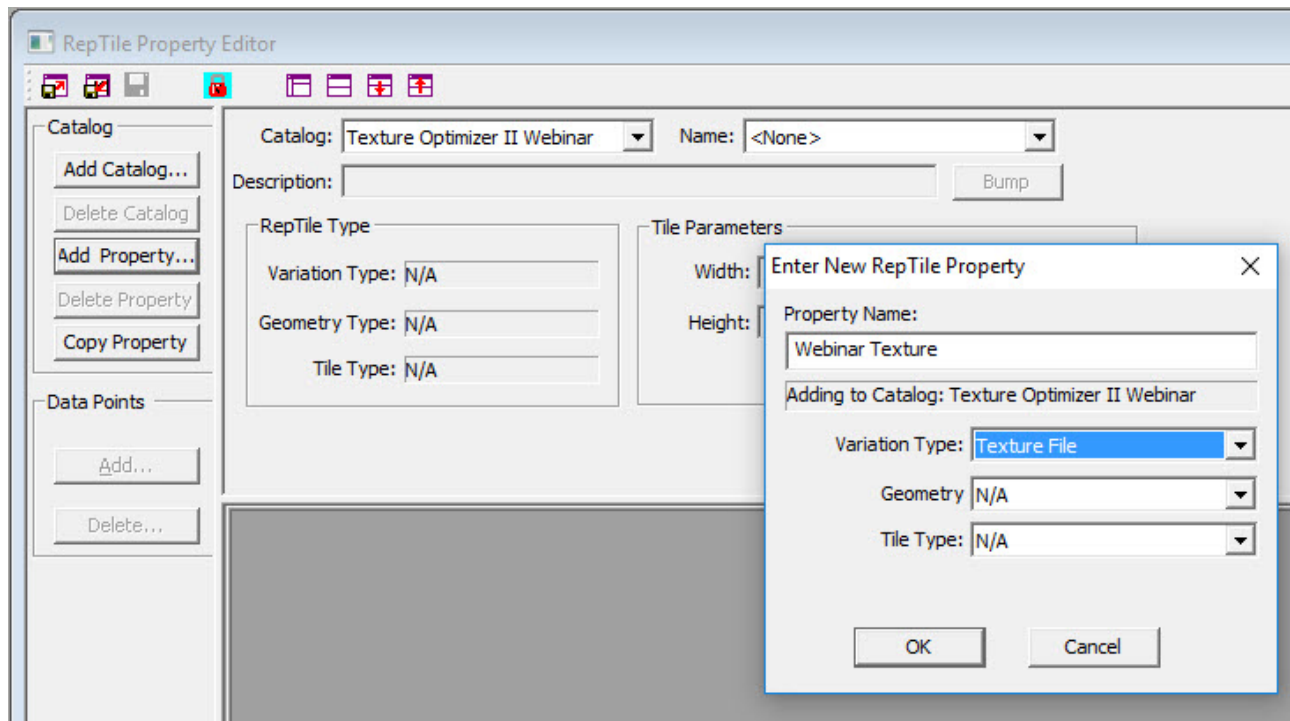 RepTile Property Editor
Catalog
Add Catalog...
Delete Catalog
Add Property...
Delete Property
Copy Property
Data Points
Add...
Delete...
Catalog: Texture Optimizer II Webinar Name: <None>
Description: Bump
RepTile Type
Variation Type: N/A
Geometry Type: N/A
Tile Type: N/A
Tile Parameters
Width:
Height:
Enter New RepTile Property
Property Name:
Webinar Texture
Adding to Catalog: Texture Optimizer II Webinar
Variation Type: Texture File
Geometry N/A
Tile Type: N/A
OK Cancel